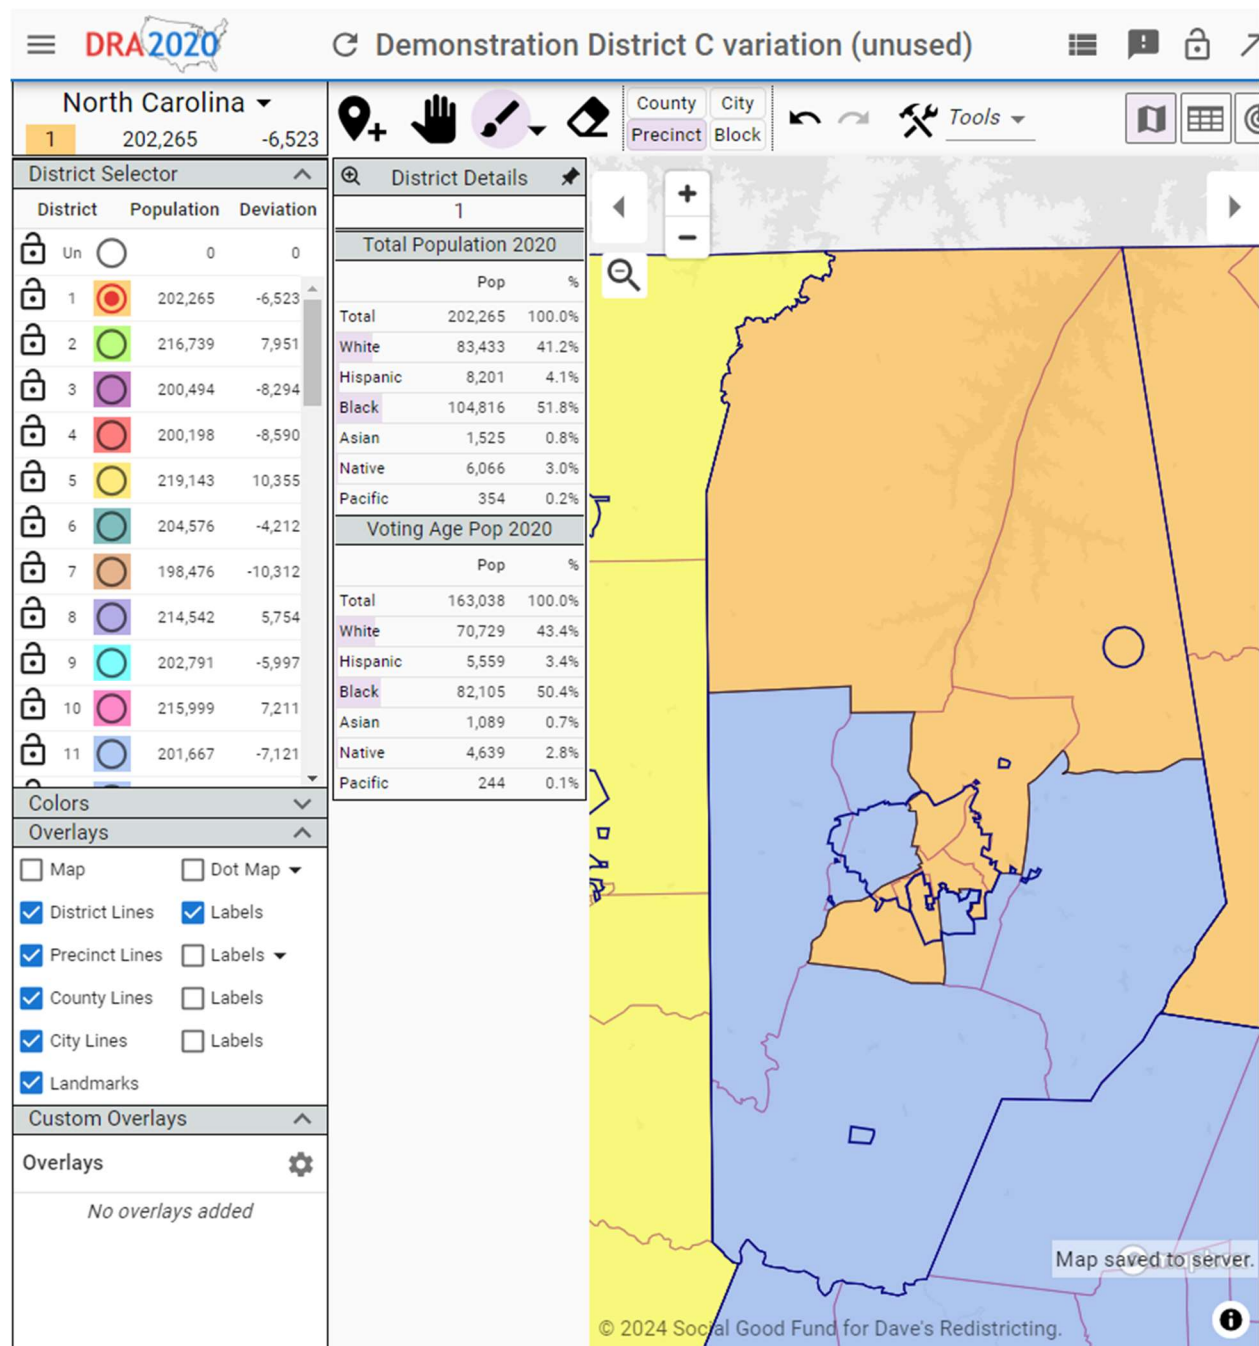 DRA2020
Demonstration District C variation (unused)
North Carolina
1 202,265 -6,523
County City
Precinct Block
Tools
District Selector
District Population Deviation
Un 0 0
1 202,265 -6,523
2 216,739 7,951
3 200,494 -8,294
4 200,198 -8,590
5 219,143 10,355
6 204,576 -4,212
7 198,476 -10,312
8 214,542 5,754
9 202,791 -5,997
10 215,999 7,211
11 201,667 -7,121
Colors
Overlays
Map Dot Map
District Lines Labels
Precinct Lines Labels
County Lines Labels
City Lines Labels
Landmarks
Custom Overlays
Overlays
No overlays added
District Details
1
Total Population 2020
Pop %
Total 202,265 100.0%
White 83,433 41.2%
Hispanic 8,201 4.1%
Black 104,816 51.8%
Asian 1,525 0.8%
Native 6,066 3.0%
Pacific 354 0.2%
Voting Age Pop 2020
Pop %
Total 163,038 100.0%
White 70,729 43.4%
Hispanic 5,559 3.4%
Black 82,105 50.4%
Asian 1,089 0.7%
Native 4,639 2.8%
Pacific 244 0.1%
Map saved to server.
© 2024 Social Good Fund for Dave's Redistricting.